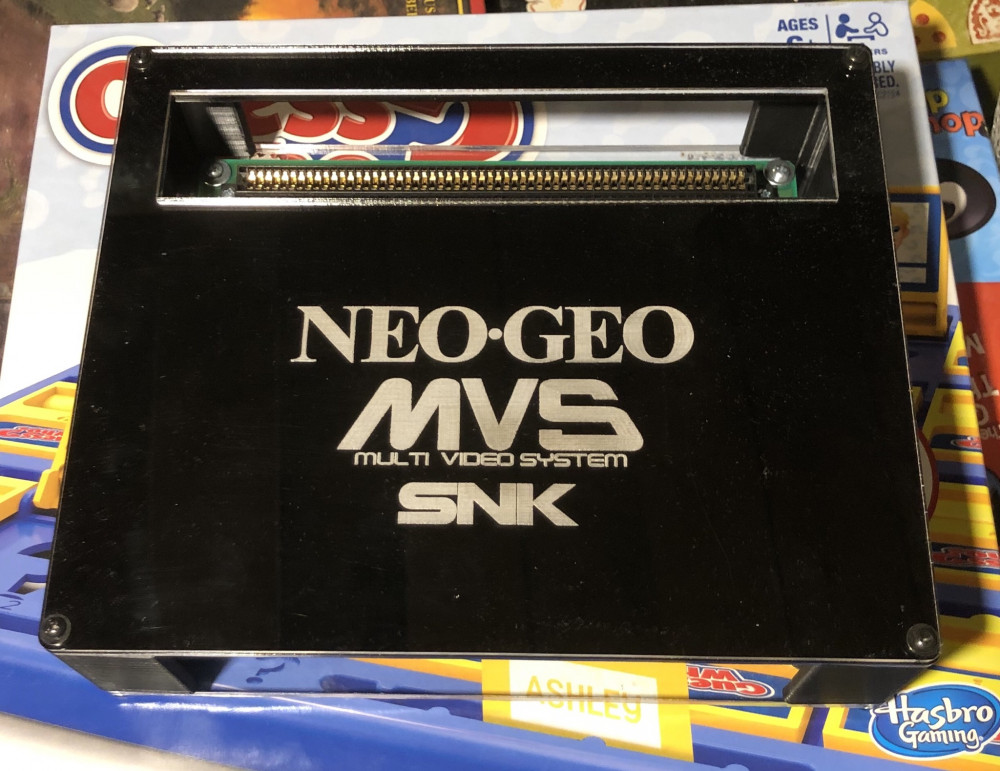 AGES
NEO·GEO
MVS
MULTI VIDEO SYSTEM
SNK
ASHLEY
Hasbro
Gaming